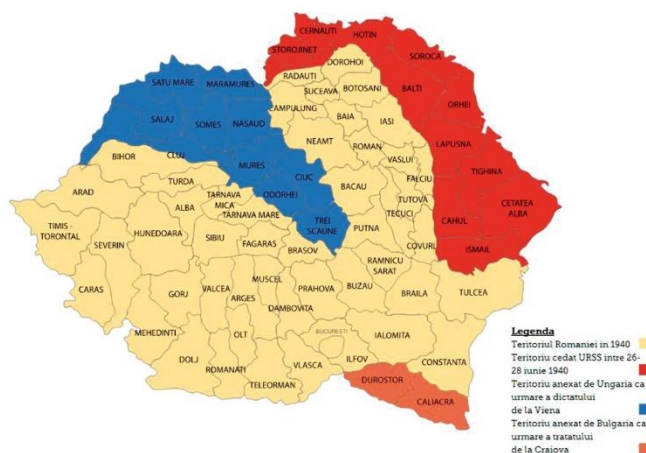 CERNAUTI
HOTIN
STOROJINET
SOROCA
DOROHOI
RADAUTI
SATU MARE
MARAMURES
SUCEAVA
BOTOSANI
BALTI
CAMPULUNG
ORHEI
SALAJ
SOMES
NASAUD
BAIA
IASI
NEAMT
ROMAN
LAPUSNA
BIHOR
CLUJ
VASLUI
MURES
TIGHINA
CIUC
FALCIU
TURDA
BACAU
ARAD
ODORHEI
TARNAVA
MICA
ALBA
TUTOVA
CETATEA
ALBA
TARNAVA MARE
TECUCI
CAHUL
TREI
SCAUNE
TIMIS -
TORONTAL
HUNEDOARA
SIBIU
FAGARAS
PUTNA
SEVERIN
COVURL
ISMAIL
BRASOV
RAMNICU
SARAT
CARAS
GORJ
VALCEA
MUSCEL
PRAHOVA
BUZAU
BRAILA
TULCEA
ARGES
DAMBOVITA
MEHEDINTI
BUCURESTI
IALOMITA
OLT
DOLJ
ROMANATI
VLASCA
ILFOV
CONSTANTA
TELEORMAN
DUROSTOR
CALIACRA
Legenda
Teritoriul Romaniei in 1940
Teritoriu cedat URSS intre 26-
28 iunie 1940
Teritoriu anexat de Ungaria ca
urmare a dictatului
de la Viena
Teritoriu anexat de Bulgaria ca
urmare a tratatului
de la Craiova